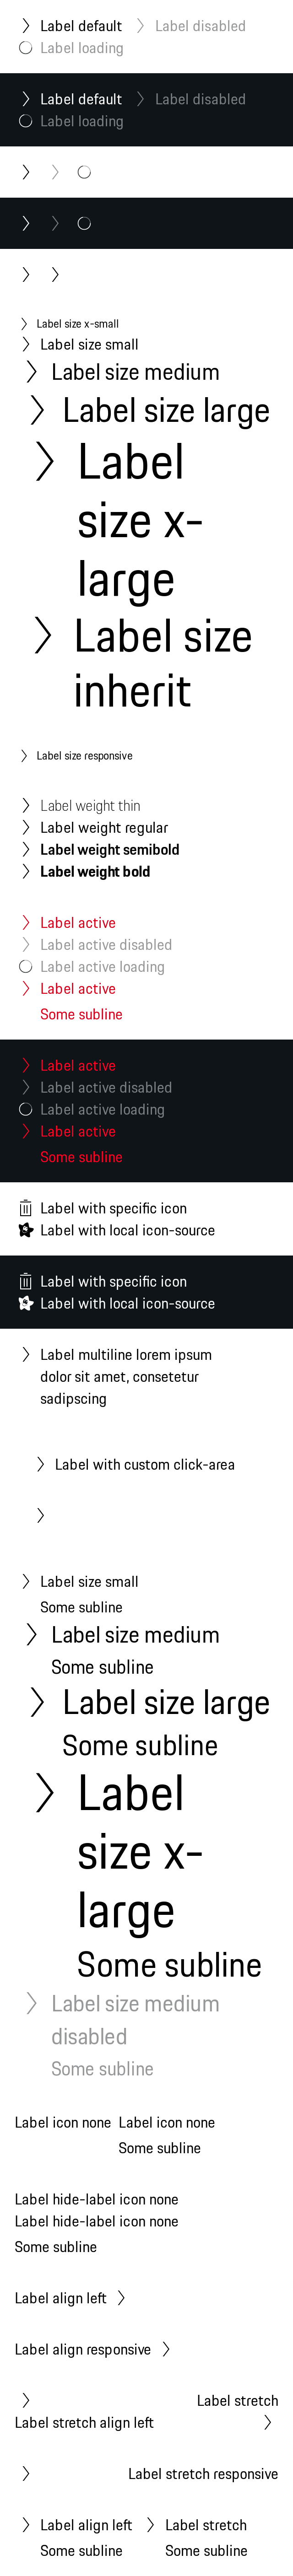 Label default Label disabled
Label loading
Label default Label disabled
Label loading
Label size x-small
Label size small
Label size medium
Label size large
Label
size x-
large
Label size
inherit
Label size responsive
Label weight thin
Label weight regular
Label weight semibold
Label weight bold
Label active
Label active disabled
Label active loading
Label active
Some subline
Label active
Label active disabled
Label active loading
Label active
Some subline
Label with specific icon
Label with local icon-source
Label with specific icon
Label with local icon-source
Label multiline lorem ipsum
dolor sit amet, consetetur
sadipscing
Label with custom click-area
Label size small
Some subline
Label size medium
Some subline
Label size large
Some subline
Label
size x-
large
Some subline
Label size medium
disabled
Some subline
Label icon none Label icon none
Some subline
Label hide-label icon none
Label hide-label icon none
Some subline
Label align left
Label align responsive
Label stretch
Label stretch align left
Label stretch responsive
Label align left Label stretch
Some subline Some subline